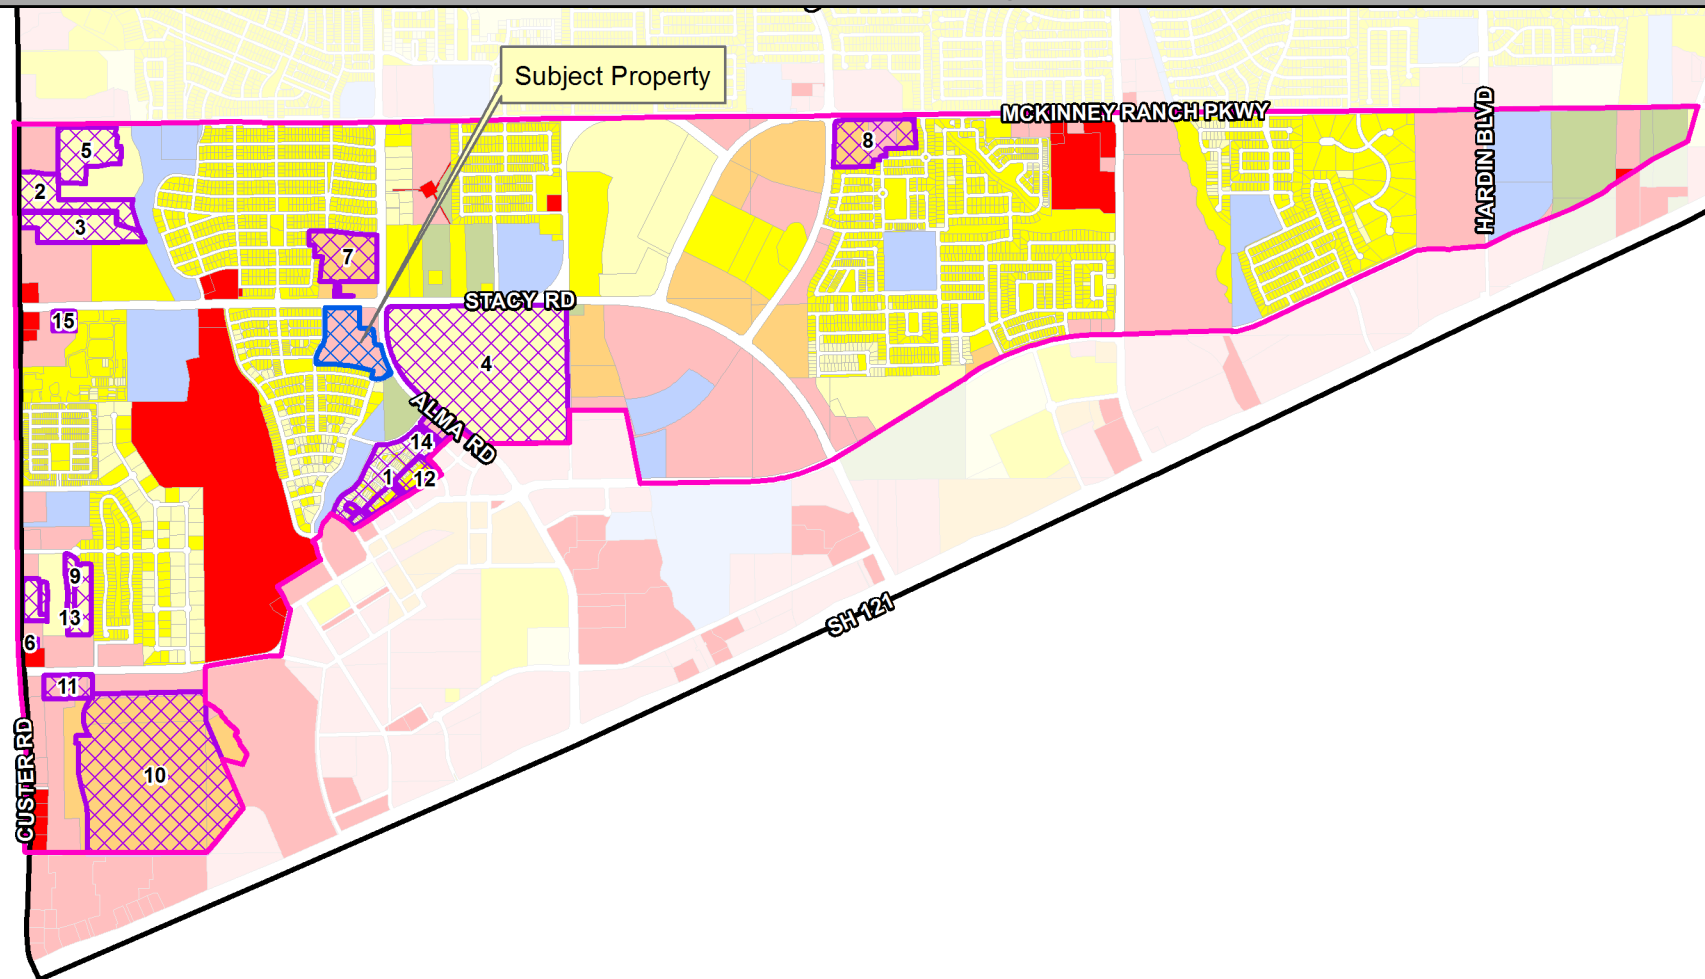 Subject Property
MCKINNEY RANCH PKWY
HARDIN BLVD
5
8
2
3
7
STACY RD
15
4
ALMA RD
14
1
12
9
13
SH 121
6
11
CUSTER RD
10